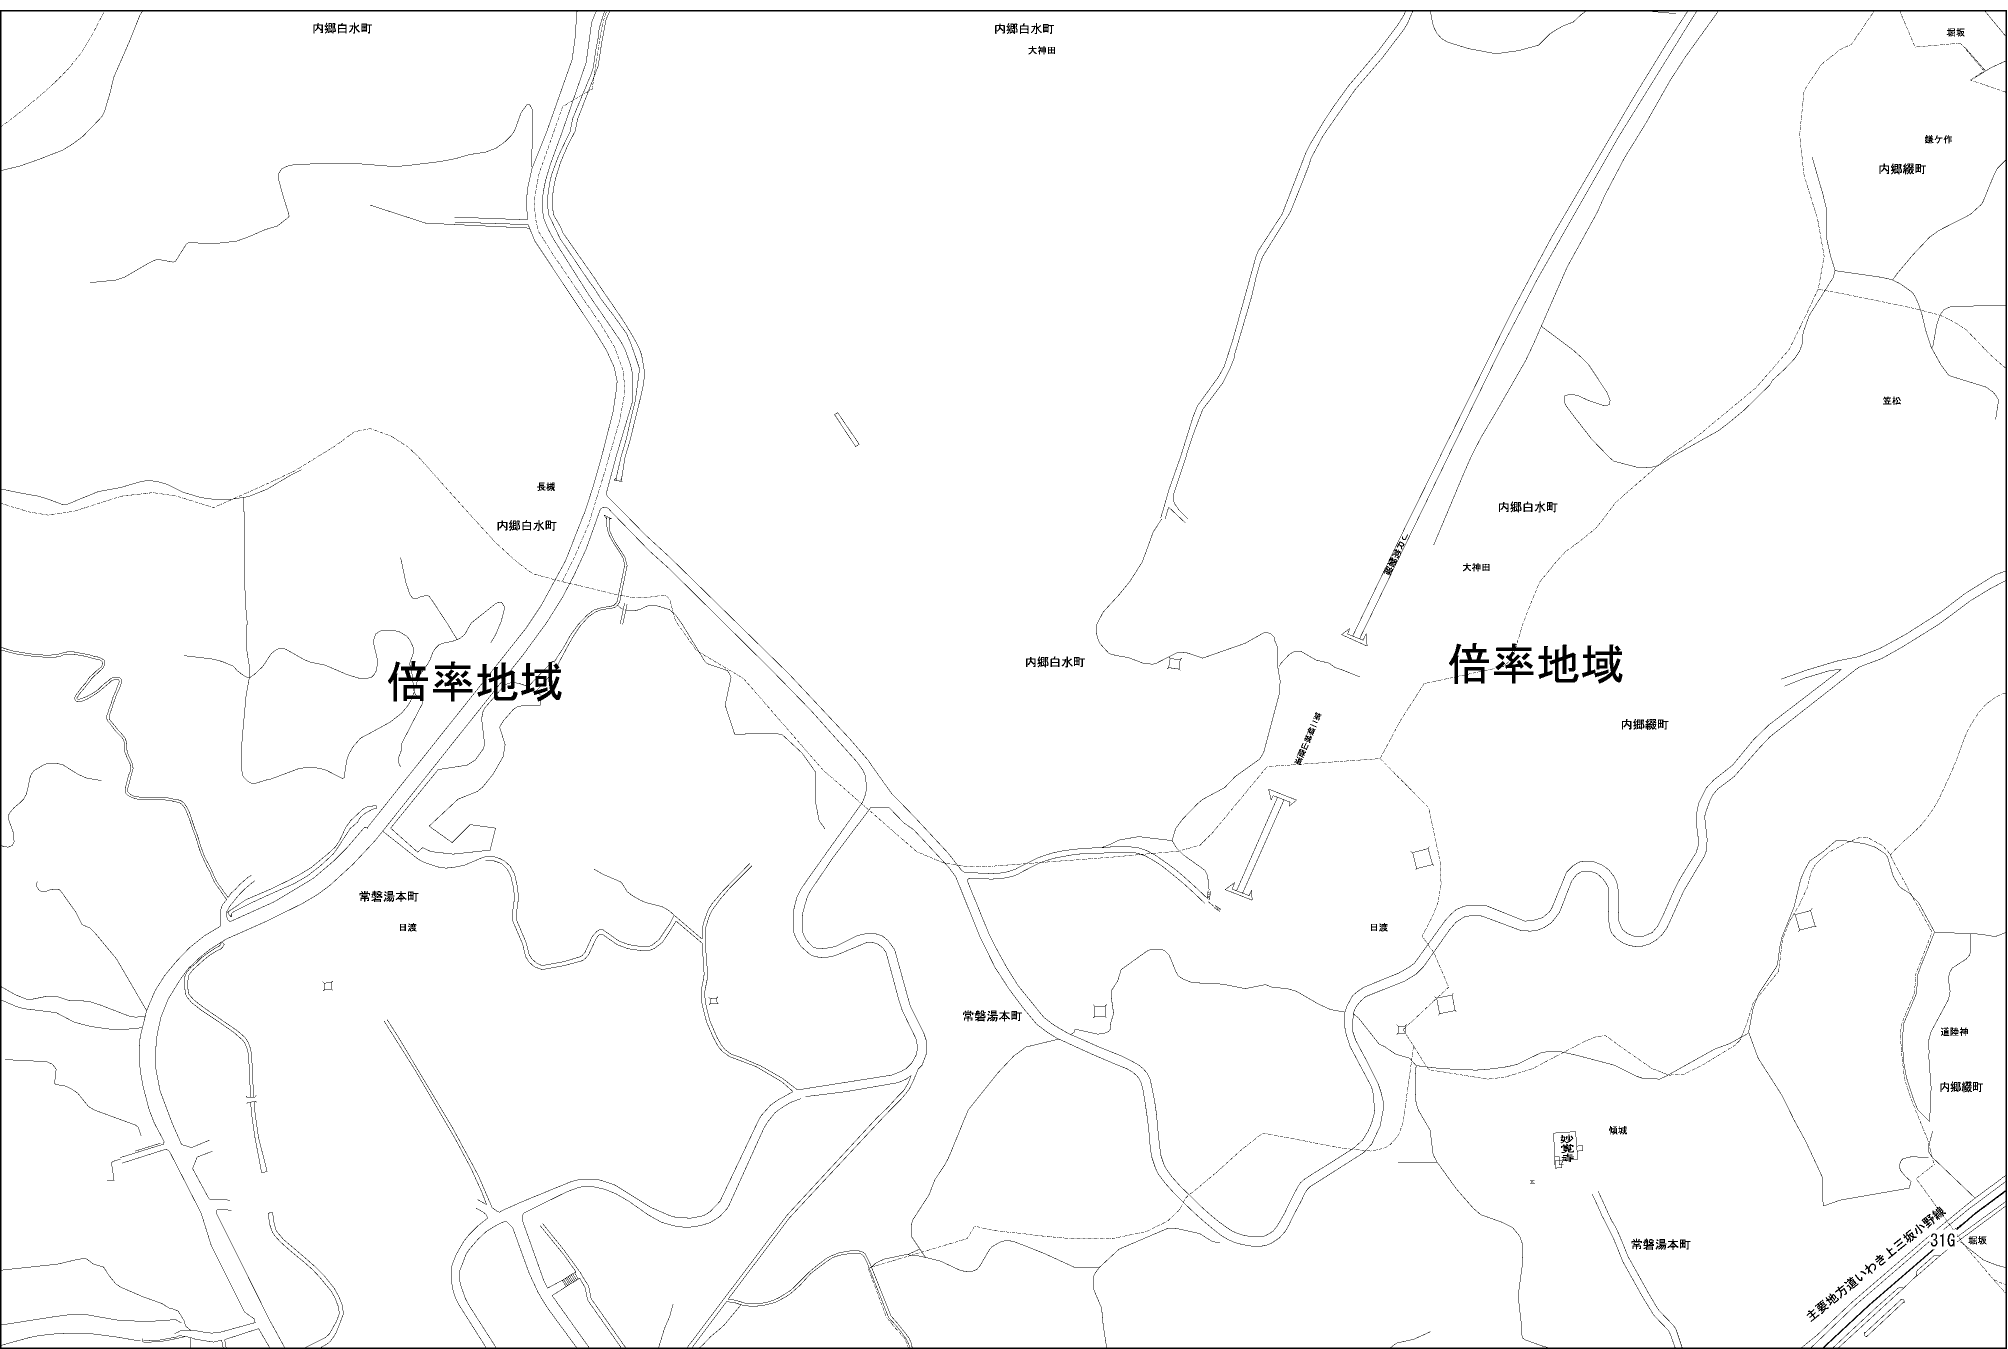 内郷白水町
内郷白水町
大神田
堀坂
鎌ケ作
内郷綴町
笠松
長槻
内郷白水町
内郷白水町
大神田
内郷白水町
倍率地域
倍率地域
内郷綴町
常磐湯本町
日渡
日渡
常磐湯本町
道陸神
内郷綴町
傾城
妙覚寺
常磐湯本町
主要地方道いわき上三坂小野線
31G
堀坂